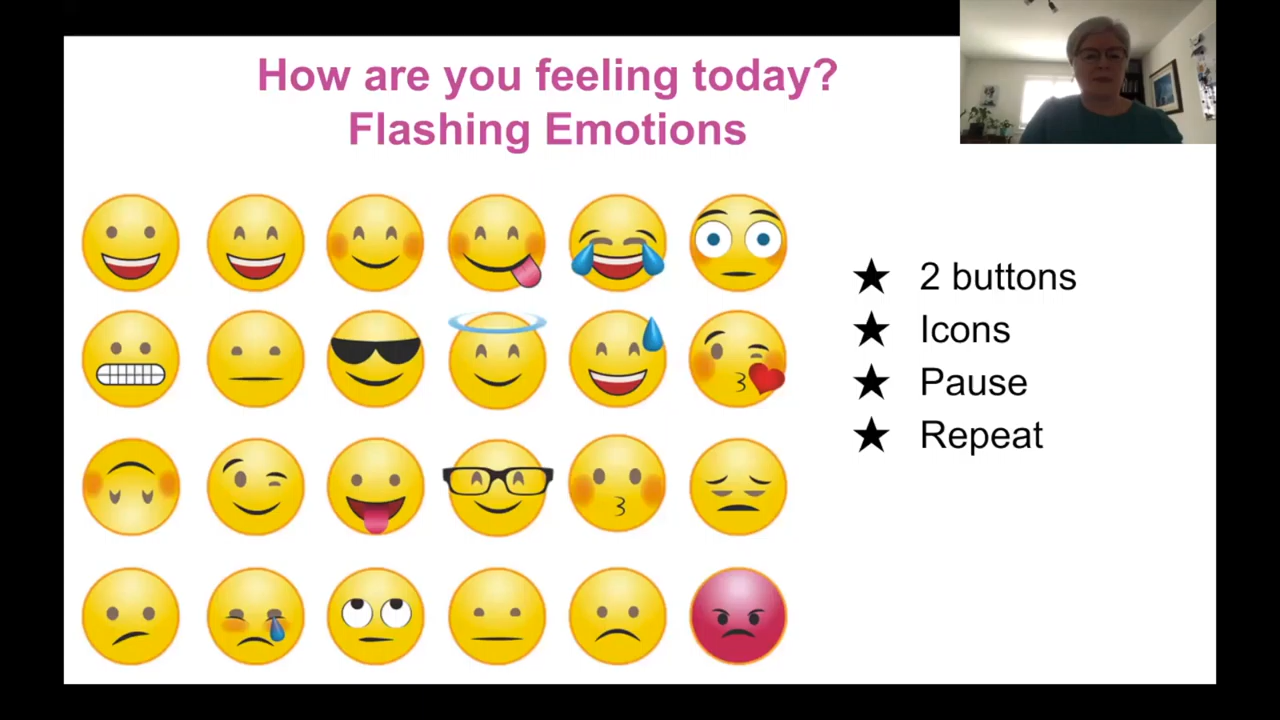 How are you feeling today?
Flashing Emotions
★ 2 buttons
★ Icons
★ Pause
★ Repeat